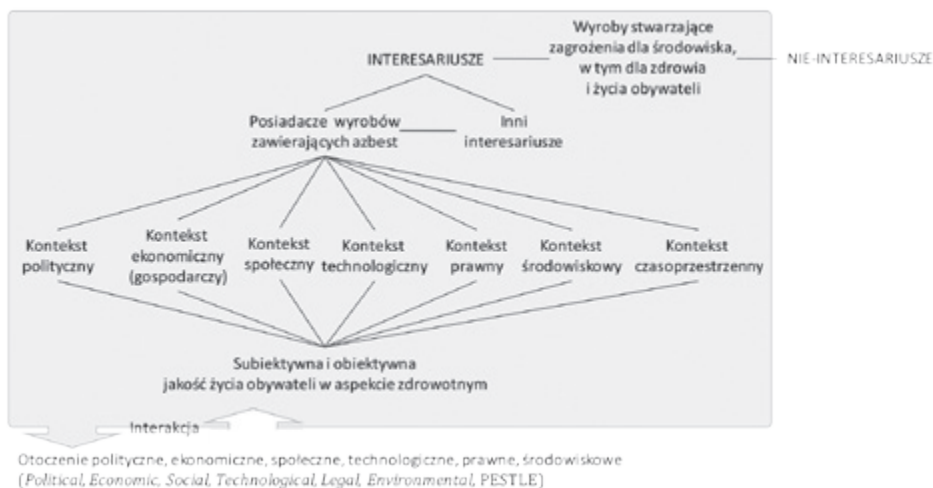 Wyroby stwarzające
zagrożenia dla środowiska,
w tym dla zdrowia
i życia obywateli
INTERESARIUSZE
NIE-INTERESARIUSZE
Posiadacze wyrobów
zawierających azbest
Inni
interesariusze
Kontekst
polityczny
Kontekst
ekonomiczny
(gospodarczy)
Kontekst
społeczny
Kontekst
technologiczny
Kontekst
prawny
Kontekst
środowiskowy
Kontekst
czasoprzestrzenny
Subiektywna i obiektywna
jakość życia obywateli w aspekcie zdrowotnym
Interakcja
Otoczenie polityczne, ekonomiczne, społeczne, technologiczne, prawne, środowiskowe
(Political, Economic, Social, Technological, Legal, Environmental, PESTLE)